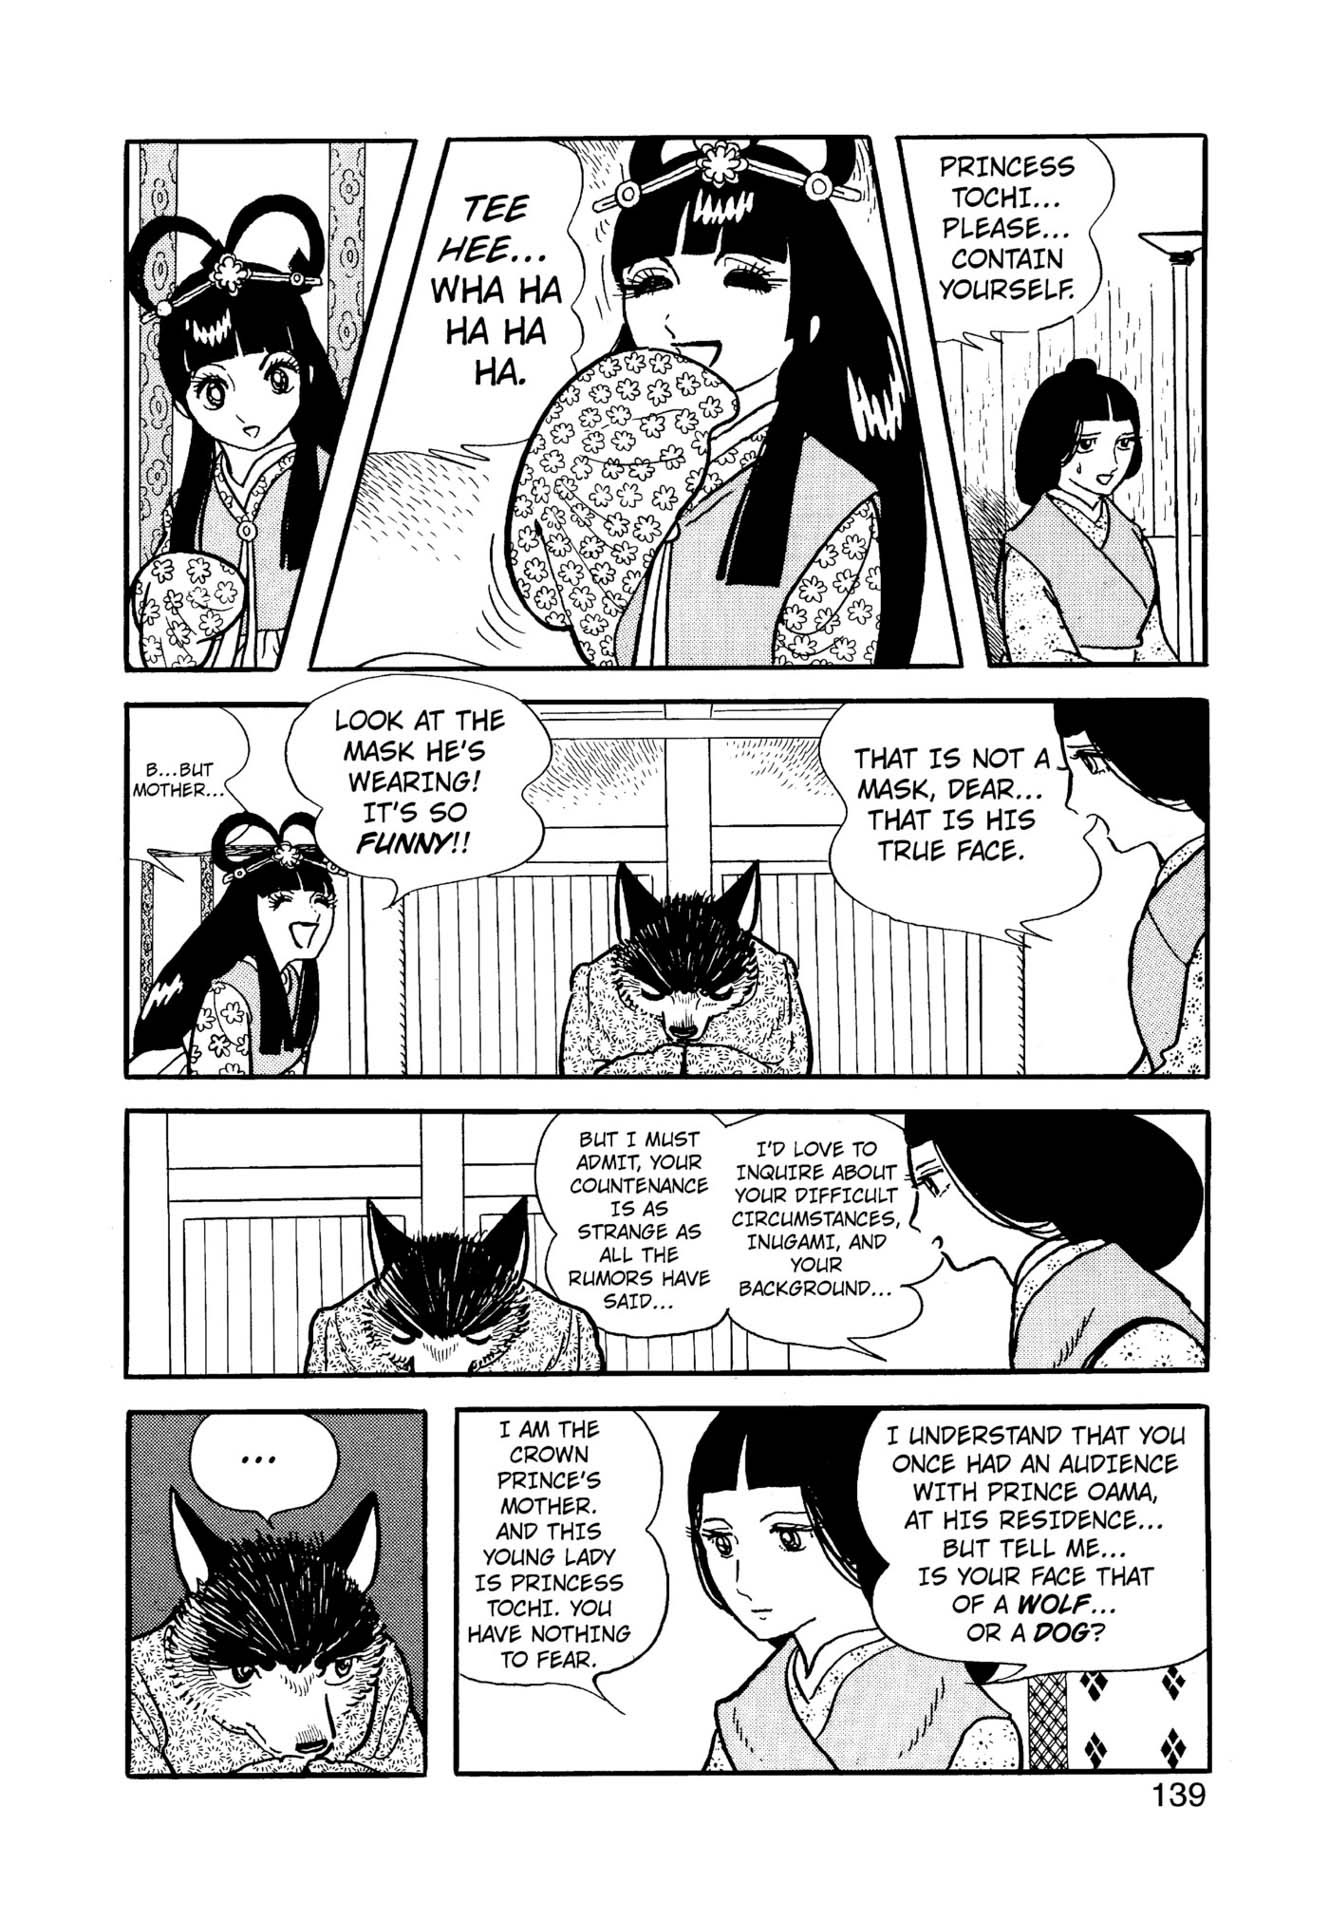 TEE
HEE...
WHA HA
HA HA
HA.
PRINCESS
TOCHI...
PLEASE...
CONTAIN
YOURSELF.
B...BUT
MOTHER...
LOOK AT THE
MASK HE'S
WEARING!
IT'S SO
FUNNY!!
THAT IS NOT A
MASK, DEAR...
THAT IS HIS
TRUE FACE.
BUT I MUST
ADMIT, YOUR
COUNTENANCE
IS AS
STRANGE AS
ALL THE
RUMORS HAVE
SAID...
I'D LOVE TO
INQUIRE ABOUT
YOUR DIFFICULT
CIRCUMSTANCES,
INUGAMI, AND
YOUR
BACKGROUND...
...
I AM THE
CROWN
PRINCE'S
MOTHER.
AND THIS
YOUNG LADY
IS PRINCESS
TOCHI. YOU
HAVE NOTHING
TO FEAR.
I UNDERSTAND THAT YOU
ONCE HAD AN AUDIENCE
WITH PRINCE OAMA,
AT HIS RESIDENCE...
BUT TELL ME...
IS YOUR FACE THAT
OF A WOLF...
OR A DOG?
139